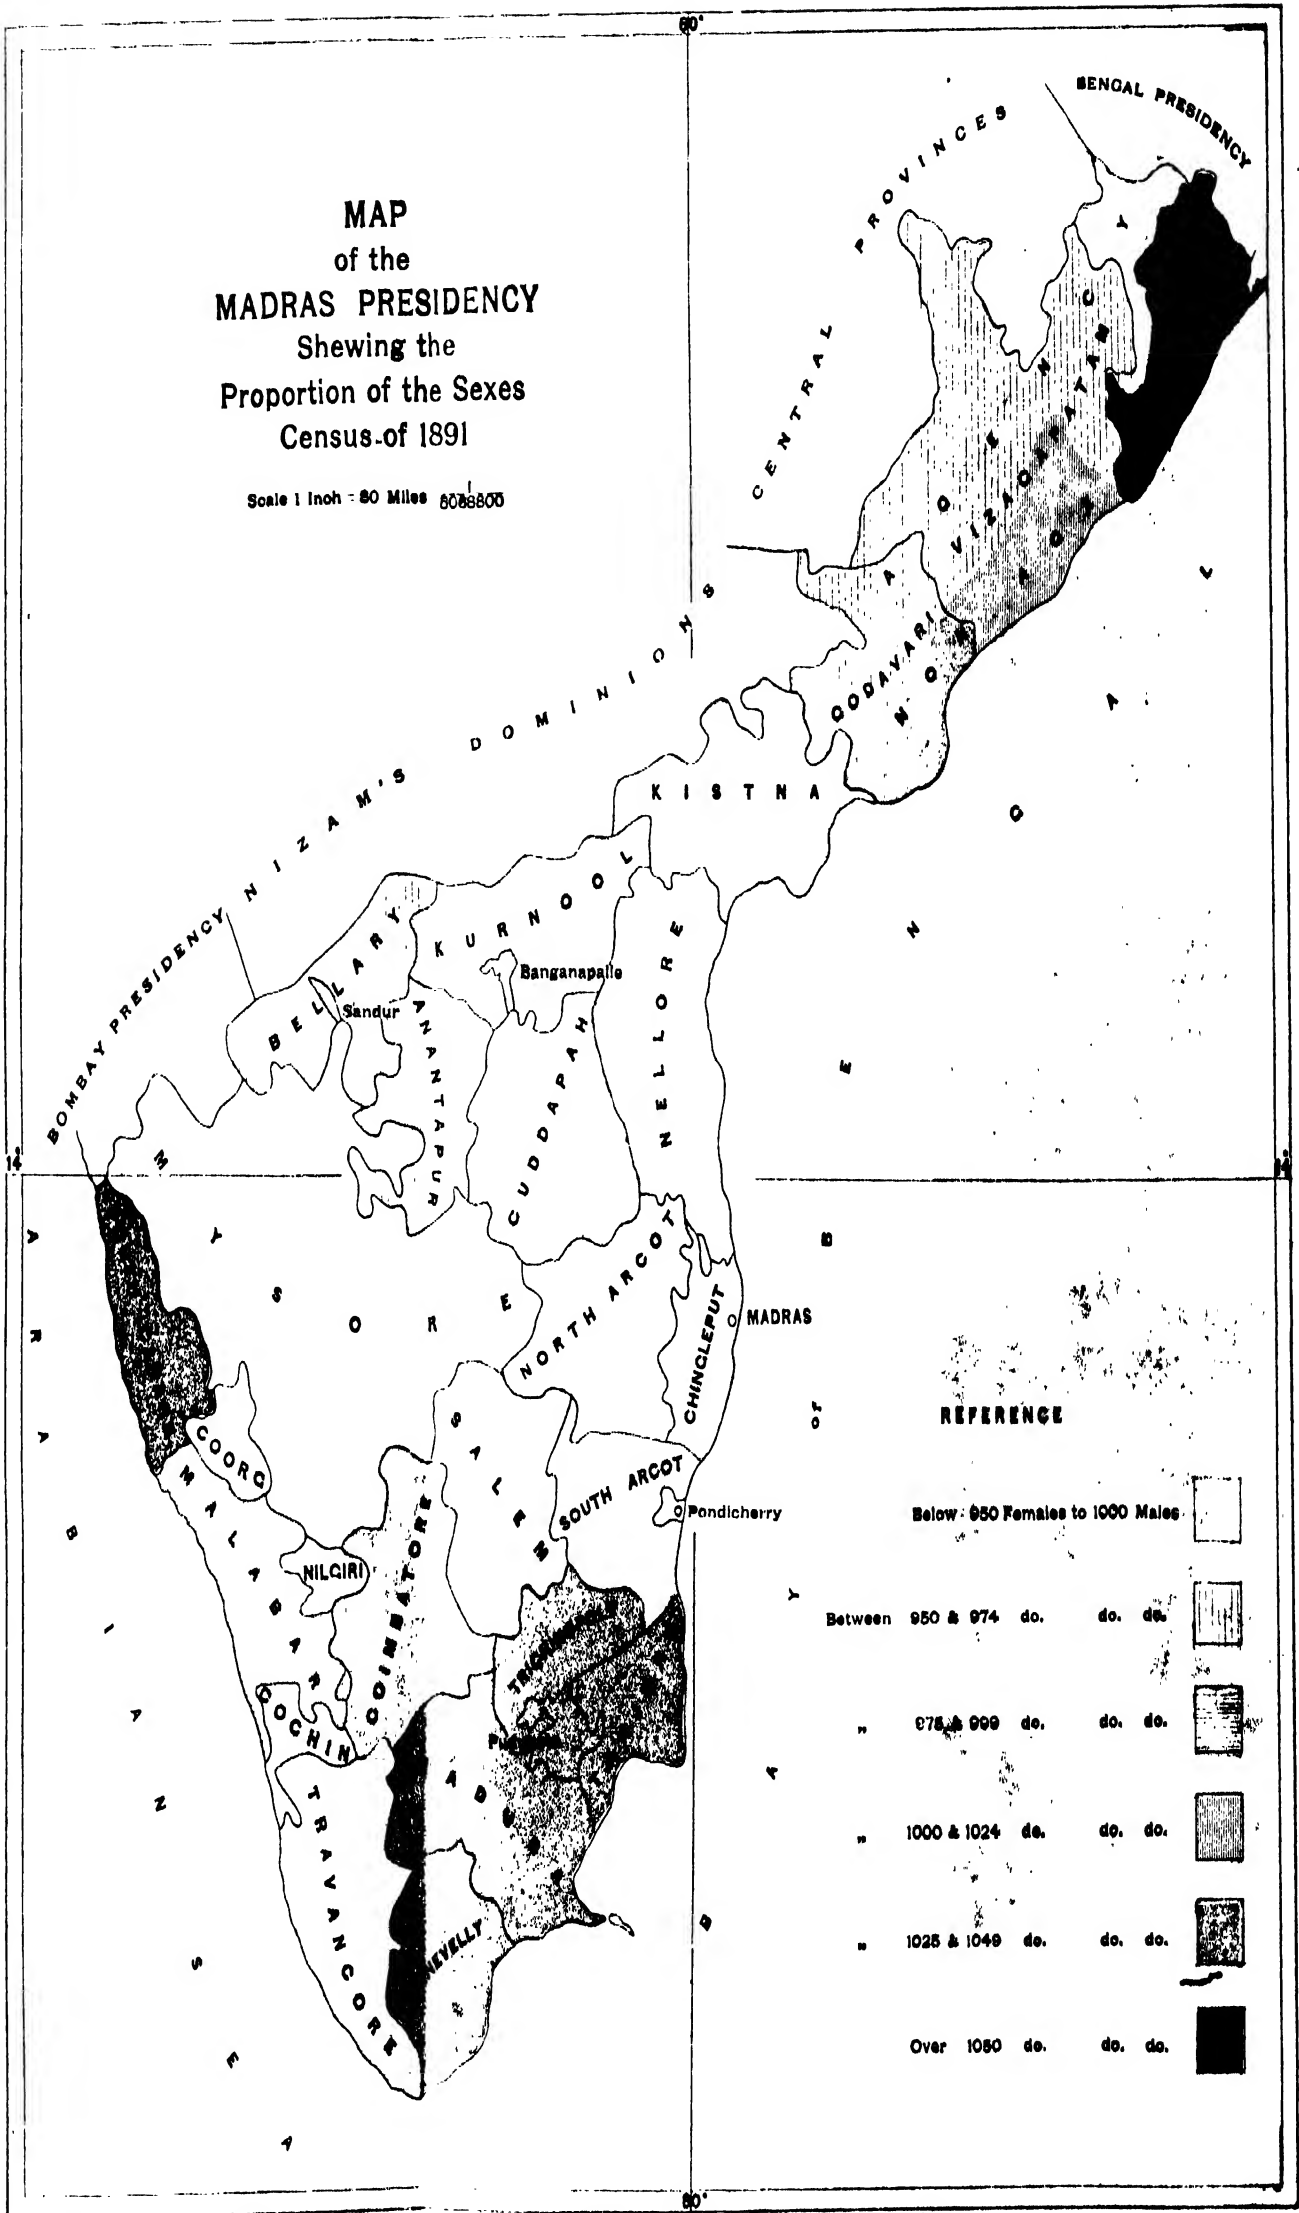 80°
BENGAL PRESIDENCY
CENTRAL PROVINCES
MAP
of the
MADRAS PRESIDENCY
Shewing the
Proportion of the Sexes
Census of 1891
Scale 1 Inch = 80 Miles
AGENCY
VIZAGAPATAM
GODAVARI
NIZAM'S DOMINIONS
KISTNA
KURNOOL
BELLARY
Banganapalle
Sandur
ANANTAPUR
CUDDAPAH
NELLORE
BOMBAY PRESIDENCY
14°
14°
MYSORE
NORTH ARCOT
CHINGLEPUT
MADRAS
BAY OF BENGAL
ARABIAN SEA
COORG
MALABAR
SALEM
SOUTH ARCOT
Pondicherry
NILGIRI
COIMBATORE
COCHIN
TRAVANCORE
NEVELLY
REFERENCE
Below 950 Females to 1000 Males
Between 950 & 974 do. do. do.
„ 975 & 999 do. do. do.
„ 1000 & 1024 do. do. do.
„ 1025 & 1049 do. do. do.
Over 1050 do. do. do.
80°